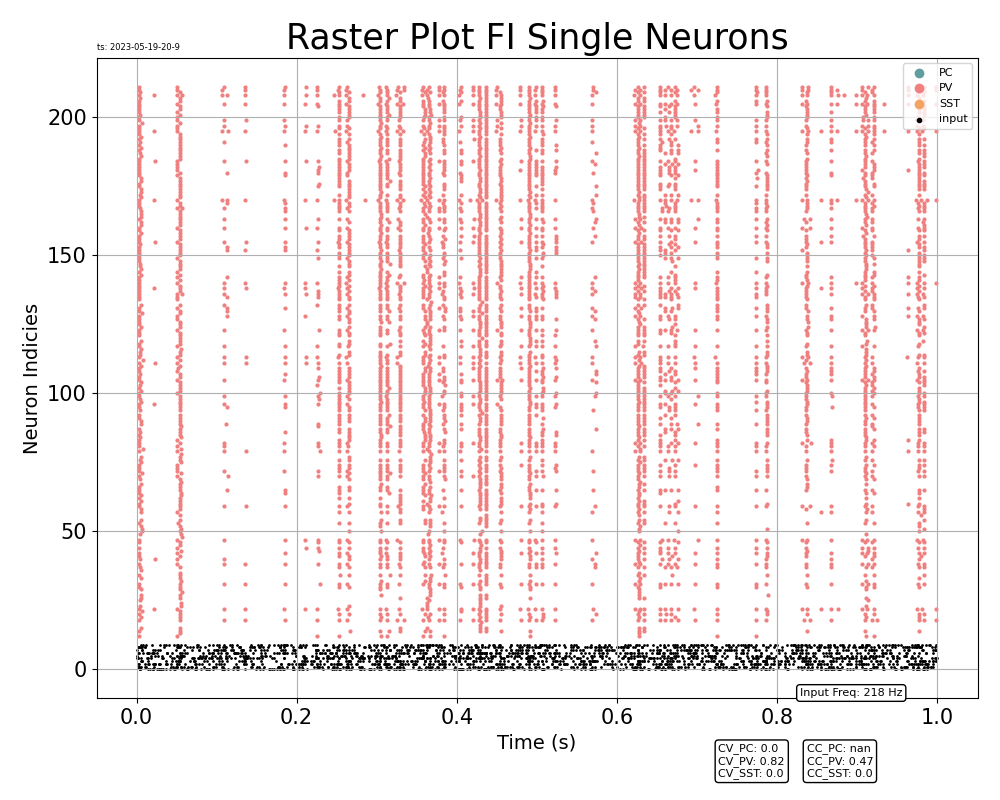 Raster Plot FI Single Neurons
ts: 2023-05-19-20-9
PC
PV
SST
input
200
150
100
50
0
Neuron Indicies
0.0 0.2 0.4 0.6 0.8 1.0
Time (s)
Input Freq: 218 Hz
CV_PC: 0.0
CV_PV: 0.82
CV_SST: 0.0
CC_PC: nan
CC_PV: 0.47
CC_SST: 0.0